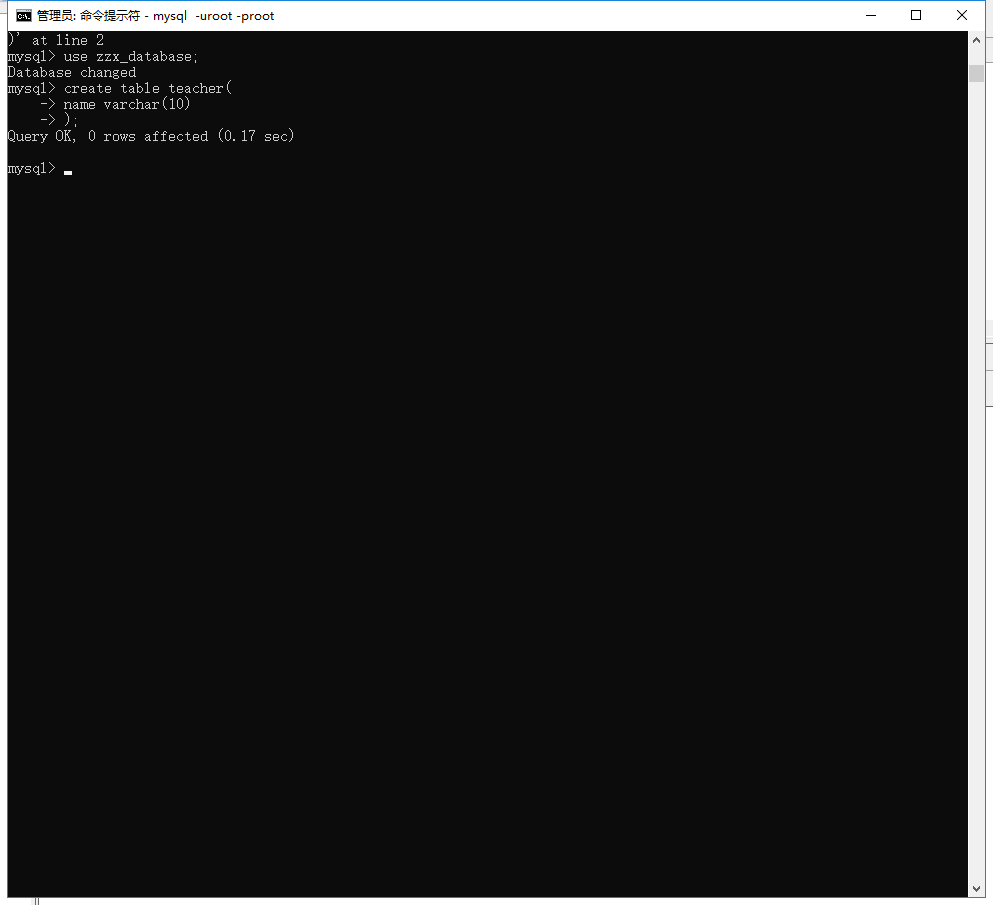 管理员: 命令提示符 - mysql  -uroot -proot
)' at line 2
mysql> use zzx_database;
Database changed
mysql> create table teacher(
    -> name varchar(10)
    -> );
Query OK, 0 rows affected (0.17 sec)
mysql>